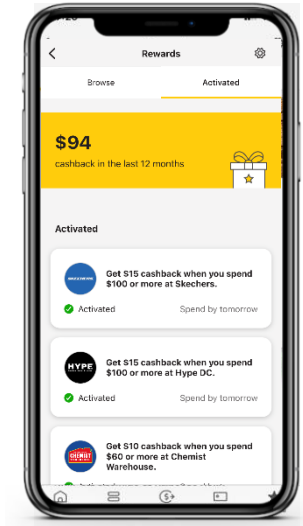 Rewards
Browse
Activated
$94
cashback in the last 12 months
Activated
Get $15 cashback when you spend
$100 or more at Skechers.
Activated
Spend by tomorrow
HYPE
Get $15 cashback when you spend
$100 or more at Hype DC.
Activated
Spend by tomorrow
CHEMIST
Get $10 cashback when you spend
$60 or more at Chemist
Warehouse.